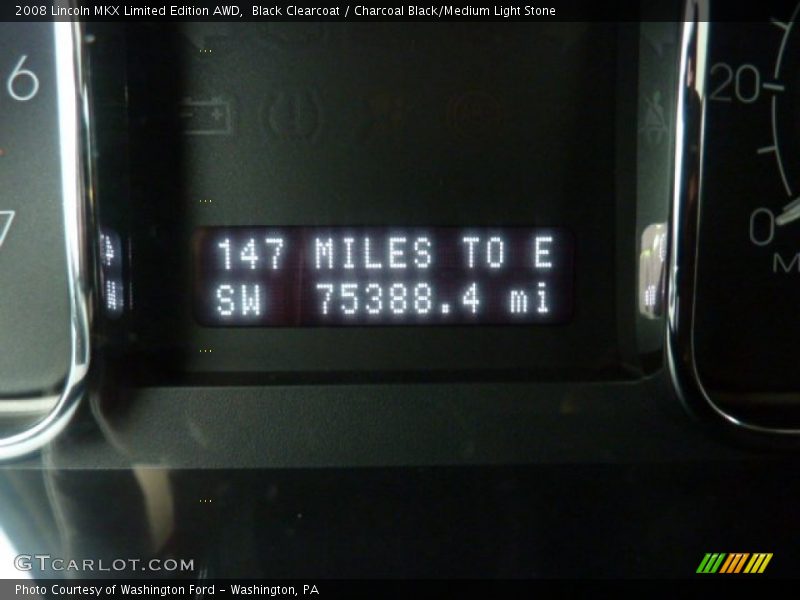 2008 Lincoln MKX Limited Edition AWD,  Black Clearcoat / Charcoal Black/Medium Light Stone
6
7
20
0
M
147 MILES TO E
SW 75388.4 mi
GTCARLOT.COM
Photo Courtesy of Washington Ford - Washington, PA